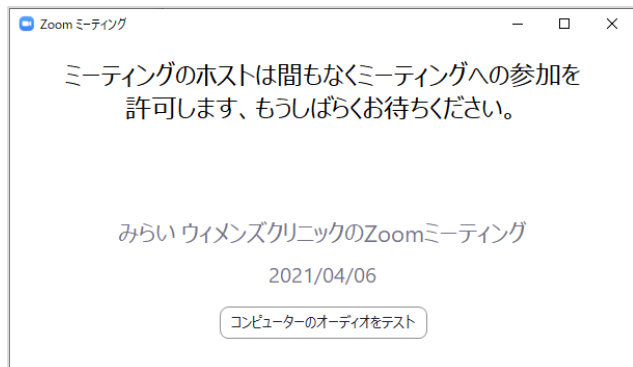 Zoom ミーティング
ミーティングのホストは間もなくミーティングへの参加を
許可します、もうしばらくお待ちください。
みらい ウィメンズクリニックのZoomミーティング
2021/04/06
コンピューターのオーディオをテスト